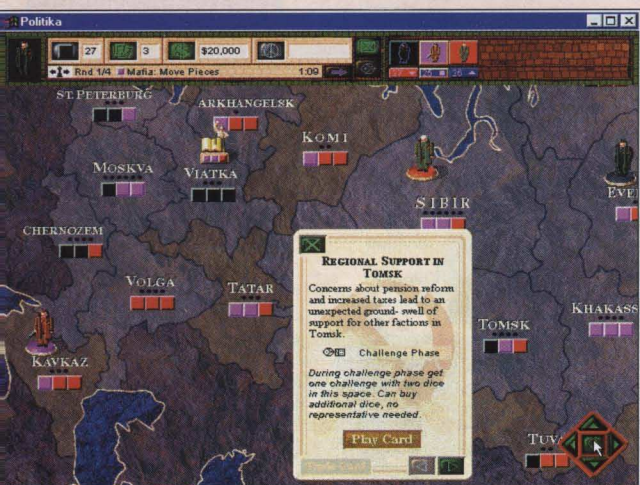 Politika
27
3
$20,000
Rnd 1/4 Mafia: Move Pieces 1:09
ST. PETERBURG
ARKHANGELSK
KOMI
MOSKVA
VIATKA
SIBIR
EVE
CHERNOZEM
VOLGA
TATAR
KAVKAZ
TOMSK
KHAKASS
TUV
REGIONAL SUPPORT IN
TOMSK
Concerns about pension reform
and increased taxes lead to an
unexpected ground- swell of
support for other factions in
Tomsk.
Challenge Phase
During challenge phase get
one challenge with two dice
in this space. Can buy
additional dice, no
representative needed.
Play Card